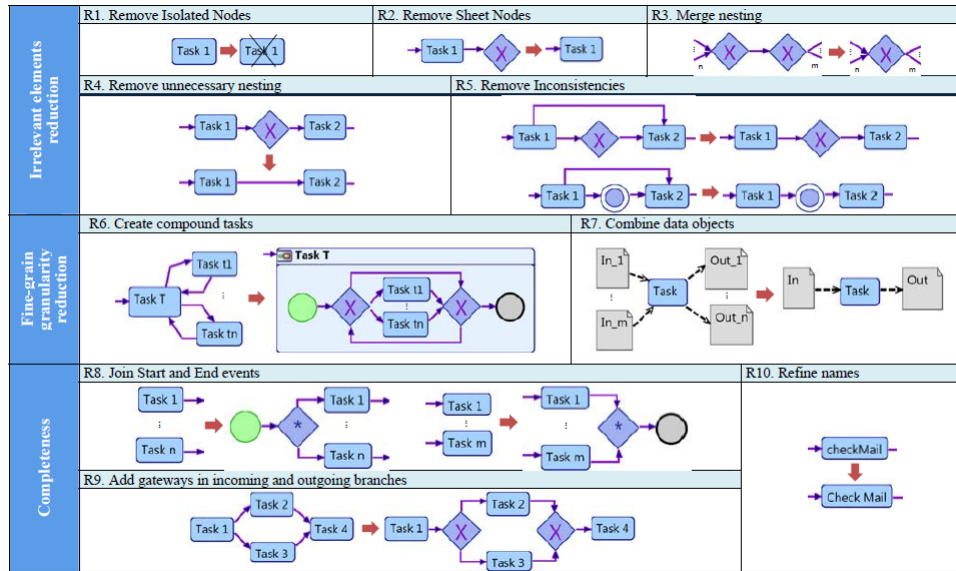 Irrelevant elements
reduction
R1. Remove Isolated Nodes
Task 1
Task 1
R2. Remove Sheet Nodes
Task 1
X
Task 1
R3. Merge nesting
n
X
X
m
n
X
m
R4. Remove unnecessary nesting
Task 1
X
Task 2
Task 1
Task 2
R5. Remove Inconsistencies
Task 1
X
Task 2
Task 1
X
Task 2
Task 1
Task 2
Task 1
Task 2
Fine-grain
granularity
reduction
R6. Create compound tasks
Task T
Task t1
Task tn
Task T
X
Task t1
Task tn
X
R7. Combine data objects
In_1
In_m
Task
Out_1
Out_n
In
Task
Out
Completeness
R8. Join Start and End events
Task 1
Task n
*
Task 1
Task n
Task 1
Task m
Task 1
Task m
*
R9. Add gateways in incoming and outgoing branches
Task 1
Task 2
Task 3
Task 4
Task 1
X
Task 2
Task 3
X
Task 4
R10. Refine names
checkMail
Check Mail